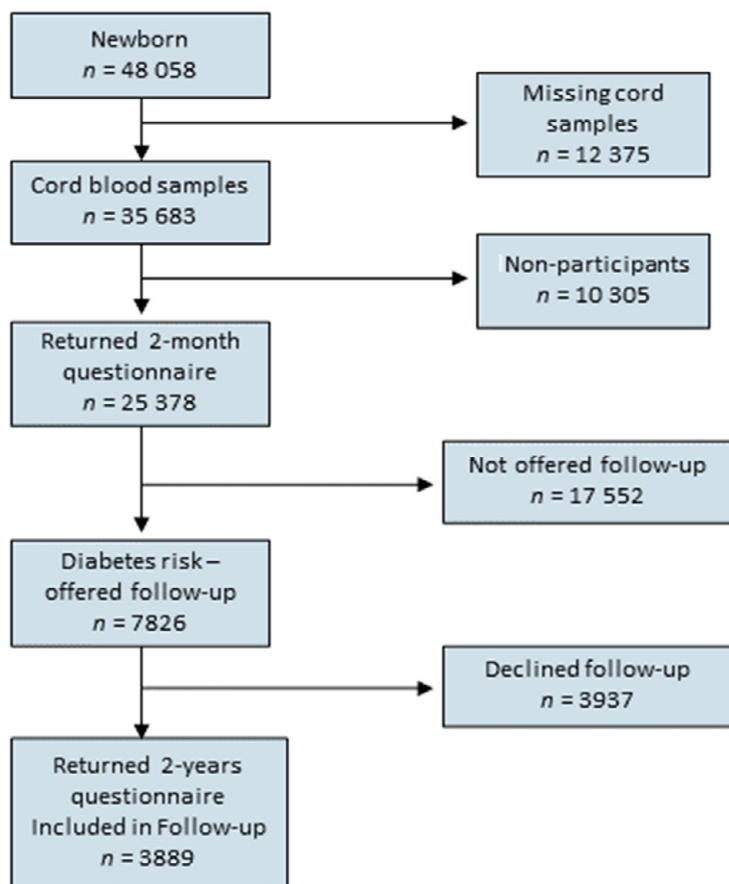 Newborn
n = 48 058
Missing cord
samples
n = 12 375
Cord blood samples
n = 35 683
Non-participants
n = 10 305
Returned 2-month
questionnaire
n = 25 378
Not offered follow-up
n = 17 552
Diabetes risk –
offered follow-up
n = 7826
Declined follow-up
n = 3937
Returned 2-years
questionnaire
Included in Follow-up
n = 3889